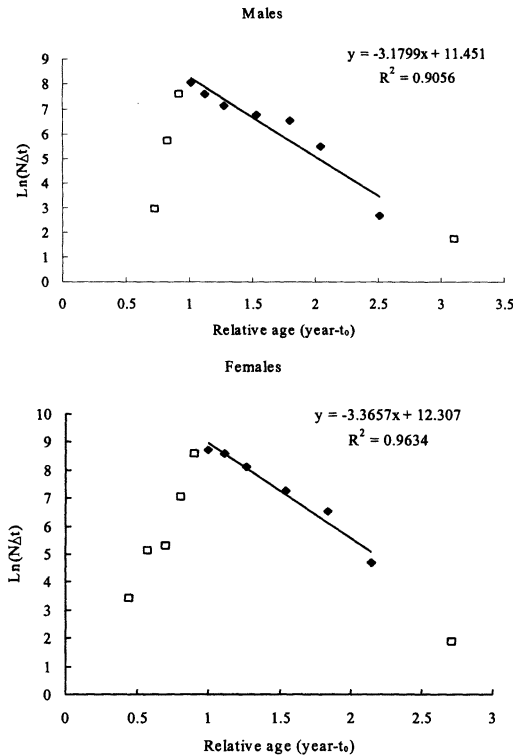 Males
y = -3.1799x + 11.451
R² = 0.9056
Ln(N/Δt)
9
8
7
6
5
4
3
2
1
0
0 0.5 1 1.5 2 2.5 3 3.5
Relative age (year-t₀)
Females
y = -3.3657x + 12.307
R² = 0.9634
Ln(N/Δt)
10
9
8
7
6
5
4
3
2
1
0
0 0.5 1 1.5 2 2.5 3
Relative age (year-t₀)